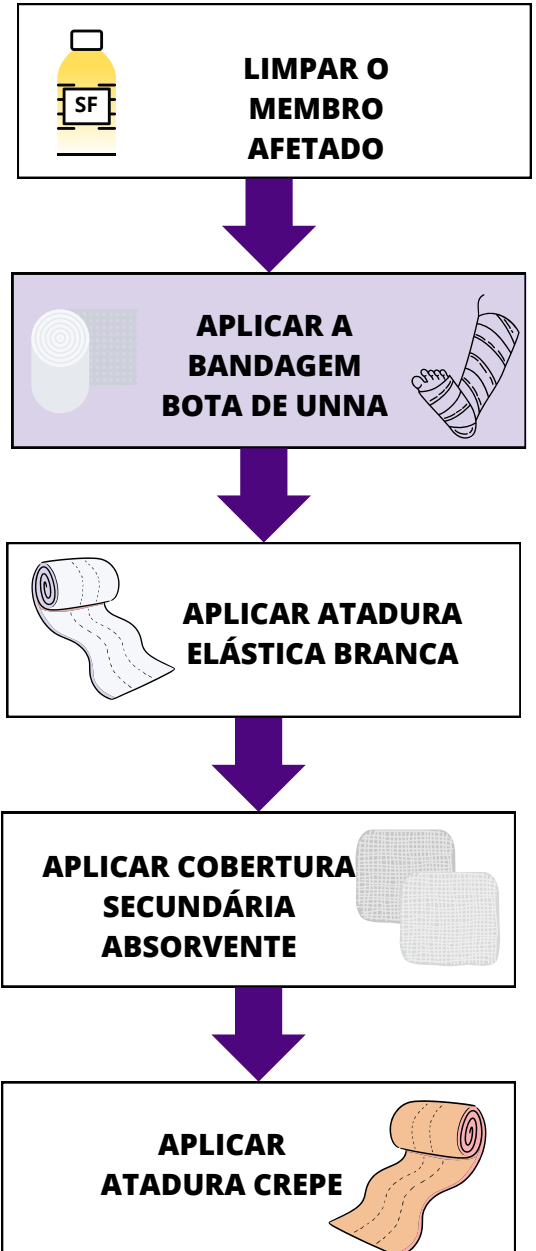 SF
LIMPAR O
MEMBRO
AFETADO
APLICAR A
BANDAGEM
BOTA DE UNNA
APLICAR ATADURA
ELÁSTICA BRANCA
APLICAR COBERTURA
SECUNDÁRIA
ABSORVENTE
APLICAR
ATADURA CREPE